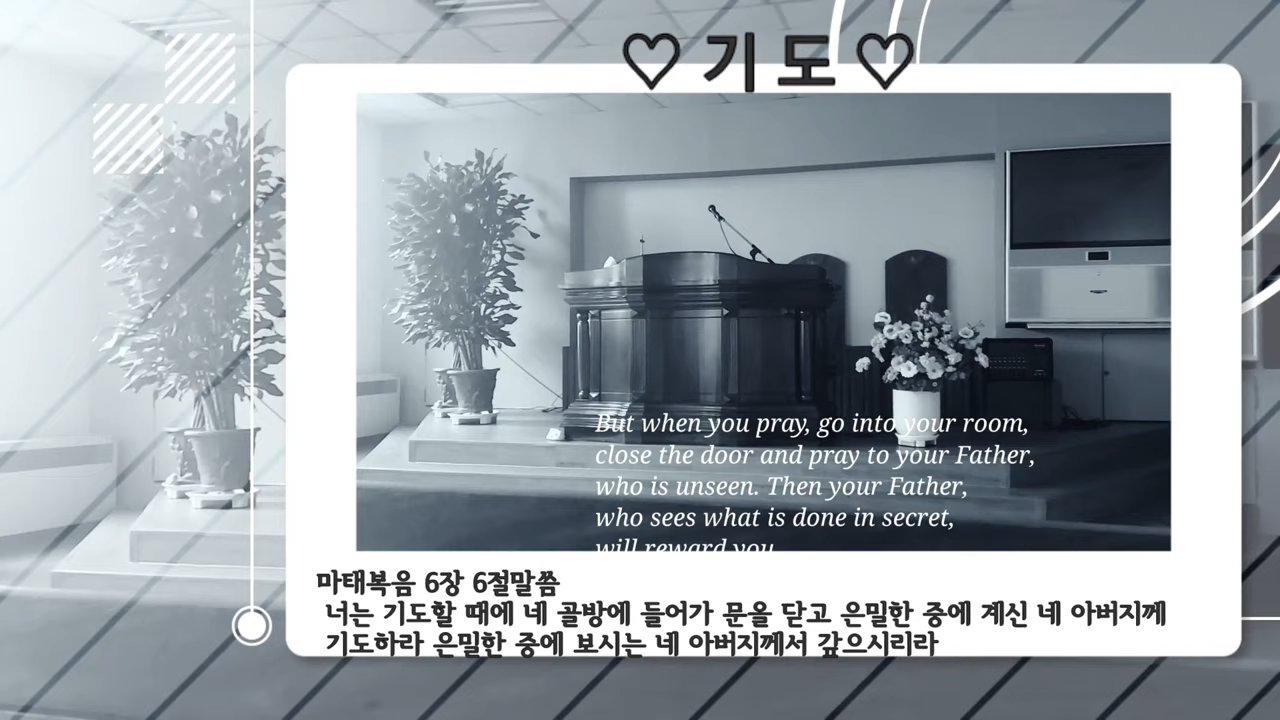 ♡ 기 도 ♡
But when you pray, go into your room,
close the door and pray to your Father,
who is unseen. Then your Father,
who sees what is done in secret,
will reward you
마태복음 6장 6절말씀
너는 기도할 때에 네 골방에 들어가 문을 닫고 은밀한 중에 계신 네 아버지께
기도하라 은밀한 중에 보시는 네 아버지께서 갚으시리라